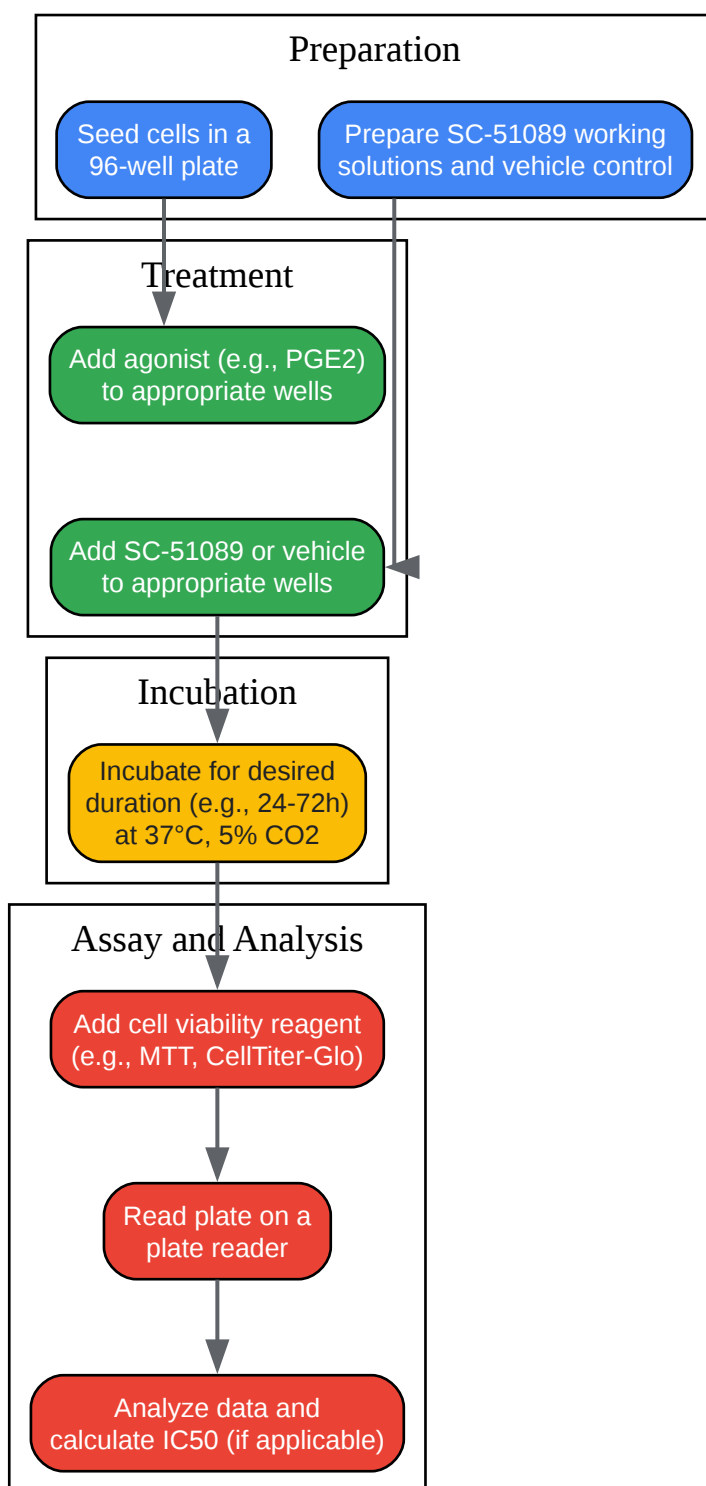 Preparation
Seed cells in a
96-well plate
Prepare SC-51089 working
solutions and vehicle control
Treatment
Add agonist (e.g., PGE2)
to appropriate wells
Add SC-51089 or vehicle
to appropriate wells
Incubation
Incubate for desired
duration (e.g., 24-72h)
at 37°C, 5% CO2
Assay and Analysis
Add cell viability reagent
(e.g., MTT, CellTiter-Glo)
Read plate on a
plate reader
Analyze data and
calculate IC50 (if applicable)